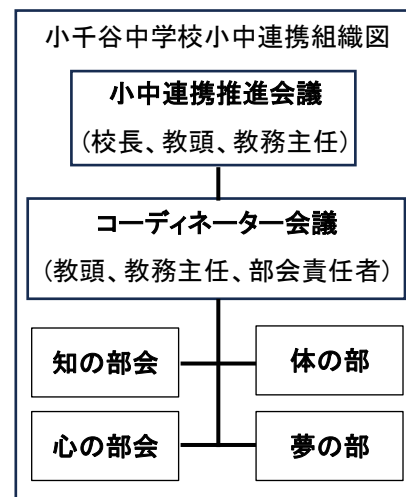 小千谷中学校小中連携組織図
小中連携推進会議
(校長、教頭、教務主任)
コーディネーター会議
(教頭、教務主任、部会責任者)
知の部会
体の部
心の部会
夢の部